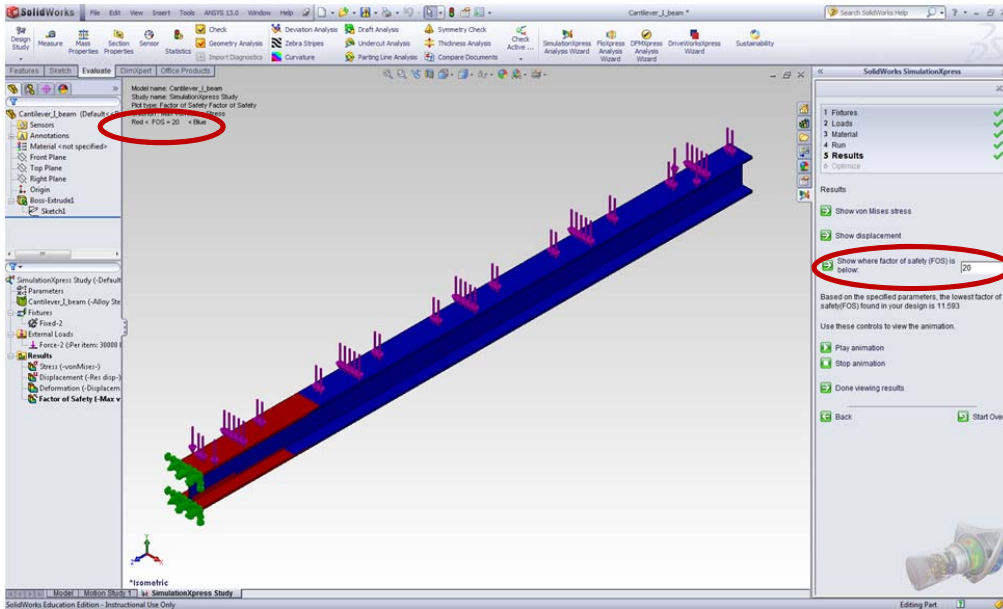 SolidWorks File Edit View Insert Tools ANSYS 13.0 Window Help Cantilever_I_beam * Search SolidWorks Help
Design Study
Measure
Mass Properties
Section Properties
Sensor
Statistics
Check
Geometry Analysis
Import Diagnostics
Deviation Analysis
Zebra Stripes
Curvature
Draft Analysis
Undercut Analysis
Parting Line Analysis
Symmetry Check
Thickness Analysis
Compare Documents
Check Active ...
SimulationXpress Analysis Wizard
FloXpress Analysis Wizard
DFMXpress Analysis Wizard
DriveWorksXpress Wizard
Sustainability
Features Sketch Evaluate DimXpert Office Products
Cantilever_I_beam (Default<
Sensors
Annotations
Material <not specified>
Front Plane
Top Plane
Right Plane
Origin
Boss-Extrude1
Sketch1
SimulationXpress Study (-Default
Parameters
Cantilever_I_beam (-Alloy Ste
Fixtures
Fixed-2
External Loads
Force-2 (:Per item: 30000
Results
Stress (-vonMises-)
Displacement (-Res disp-)
Deformation (-Displacem
Factor of Safety (-Max v
Model name: Cantilever_I_beam
Study name: SimulationXpress Study
Plot type: Factor of Safety Factor of Safety
Stress
Red < FOS = 20 < Blue
*Isometric
SolidWorks SimulationXpress
1 Fixtures
2 Loads
3 Material
4 Run
5 Results
6 Optimize
Results
Show von Mises stress
Show displacement
Show where factor of safety (FOS) is
below: 20
Based on the specified parameters, the lowest factor of
safety(FOS) found in your design is 11.593
Use these controls to view the animation.
Play animation
Stop animation
Done viewing results
Back Start Ove
Model Motion Study 1 SimulationXpress Study
SolidWorks Education Edition - Instructional Use Only Editing Part